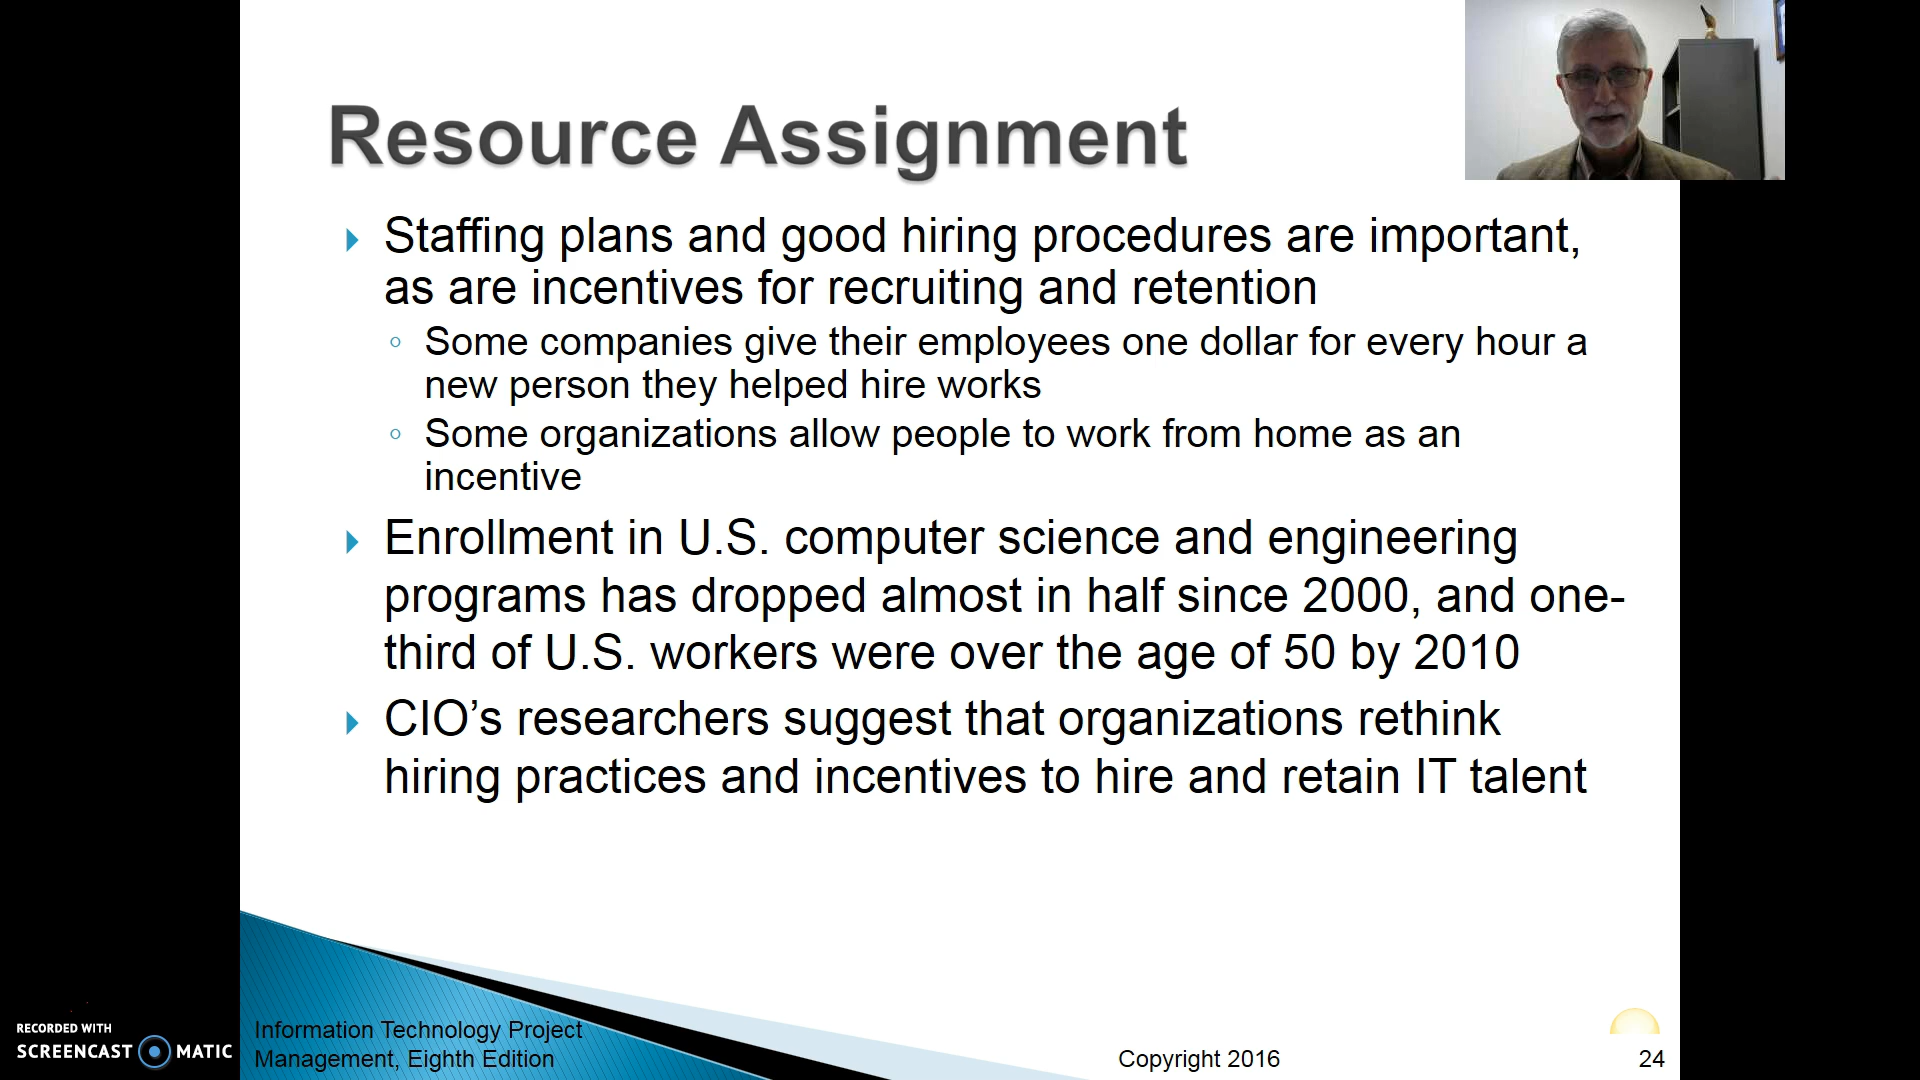 Resource Assignment
Staffing plans and good hiring procedures are important,
as are incentives for recruiting and retention
Some companies give their employees one dollar for every hour a
new person they helped hire works
Some organizations allow people to work from home as an
incentive
Enrollment in U.S. computer science and engineering
programs has dropped almost in half since 2000, and one-
third of U.S. workers were over the age of 50 by 2010
CIO’s researchers suggest that organizations rethink
hiring practices and incentives to hire and retain IT talent
RECORDED WITH
SCREENCAST MATIC
Information Technology Project
Management, Eighth Edition
Copyright 2016
24